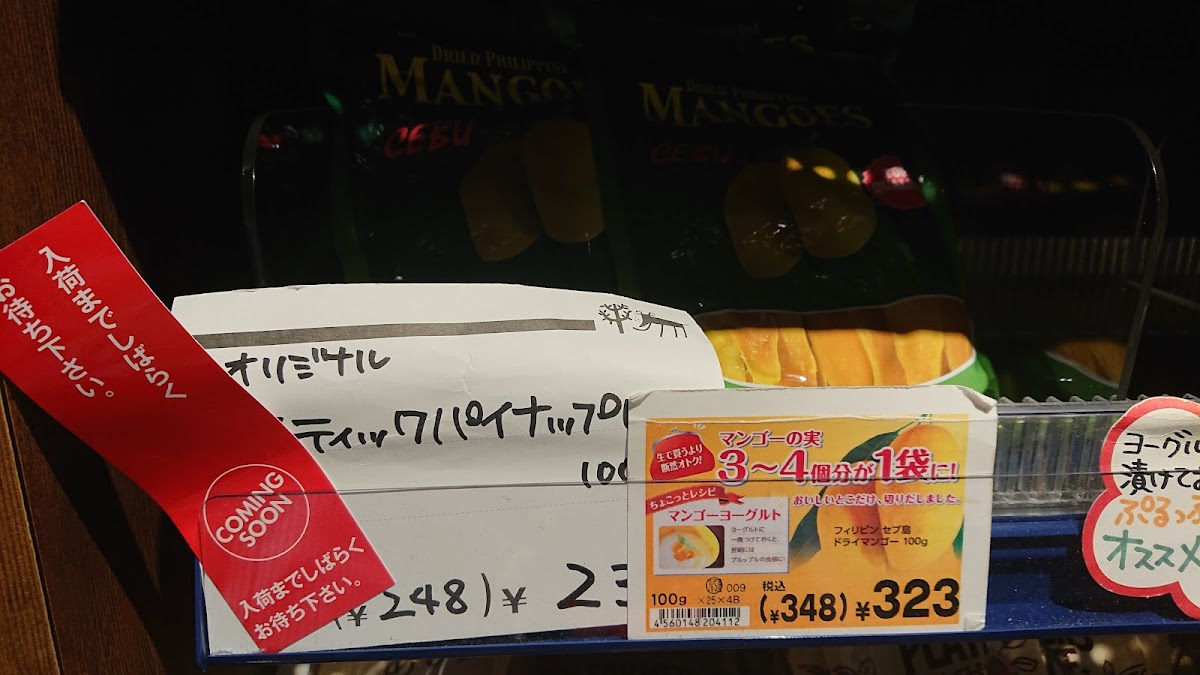 DRIED PHILIPPINE
MANGOES
CEBU
DRIED PHILIPPINE
MANGOES
CEBU
入荷までしばらく
お待ち下さい。
COMING
SOON
入荷までしばらく
お待ち下さい。
オリジナル
ティックパイナップル
100
(¥248) ¥23
生で買うより
断然オトク!
マンゴーの実
3～4個分が1袋に!
おいしいとこだけ、切りだしました。
ちょこっとレシピ
マンゴーヨーグルト
ヨーグルトに
一晩つけておくと、
翌朝には
プルップルの食感に!
フィリピン セブ島
ドライマンゴー 100g
009
100g ×25×4B
4560148204112
税込
(¥348) ¥323
ヨーグル
漬けてお
ぷるっ
オススメ